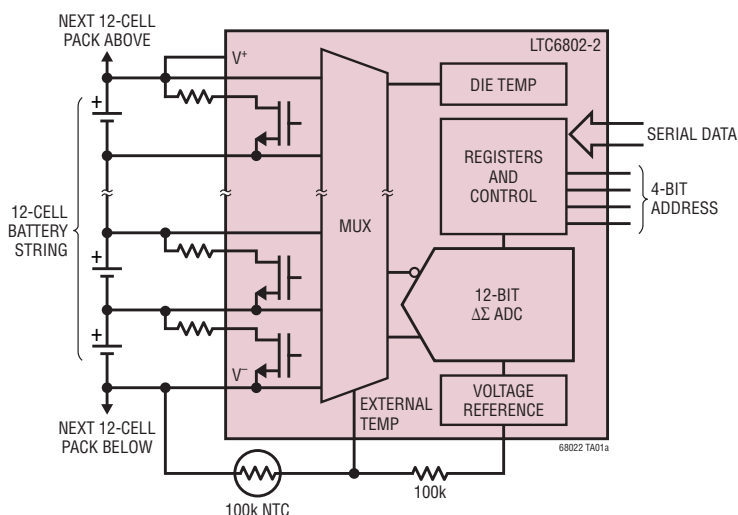 NEXT 12-CELL
PACK ABOVE
LTC6802-2
V+
DIE TEMP
+
SERIAL DATA
REGISTERS
AND
CONTROL
4-BIT
ADDRESS
12-CELL
BATTERY
STRING
MUX
+
12-BIT
ΔΣ ADC
+
V–
EXTERNAL
TEMP
VOLTAGE
REFERENCE
NEXT 12-CELL
PACK BELOW
68022 TA01a
100k NTC
100k